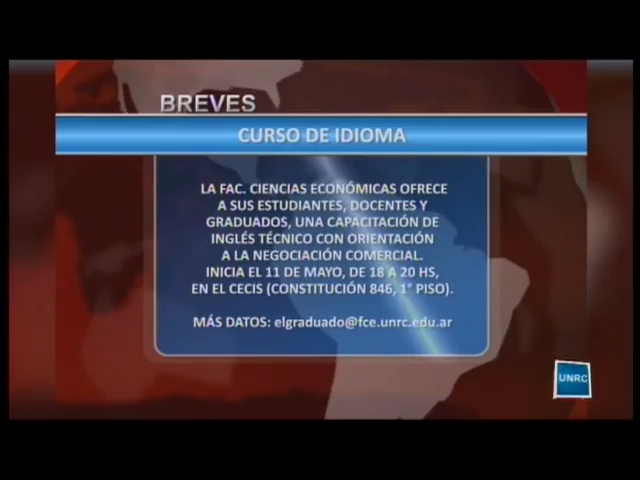 BREVES
CURSO DE IDIOMA
LA FAC. CIENCIAS ECONÓMICAS OFRECE
A SUS ESTUDIANTES, DOCENTES Y
GRADUADOS, UNA CAPACITACIÓN DE
INGLÉS TÉCNICO CON ORIENTACIÓN
A LA NEGOCIACIÓN COMERCIAL.
INICIA EL 11 DE MAYO, DE 18 A 20 HS,
EN EL CECIS (CONSTITUCIÓN 846, 1° PISO).
MÁS DATOS: elgraduado@fce.unrc.edu.ar
UNRC